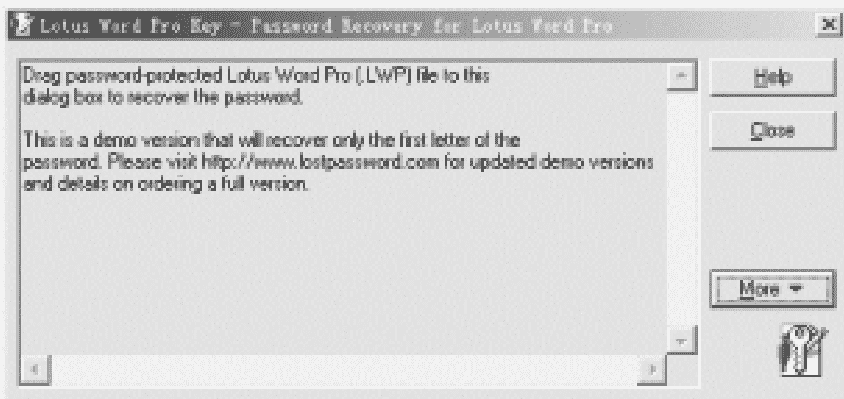 Lotus Word Pro Key - Password Recovery for Lotus Word Pro
Drag password-protected Lotus Word Pro (.LWP) file to this
dialog box to recover the password.
This is a demo version that will recover only the first letter of the
password. Please visit http://www.lostpassword.com for updated demo versions
and details on ordering a full version.
Help
Close
More